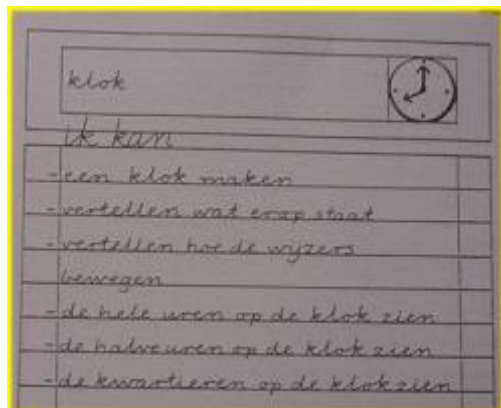 klok
ik kan
- een klok maken
- vertellen wat erop staat
- vertellen hoe de wijzers
bewegen
- de hele uren op de klok zien
- de halve uren op de klok zien
- de kwartieren op de klok zien